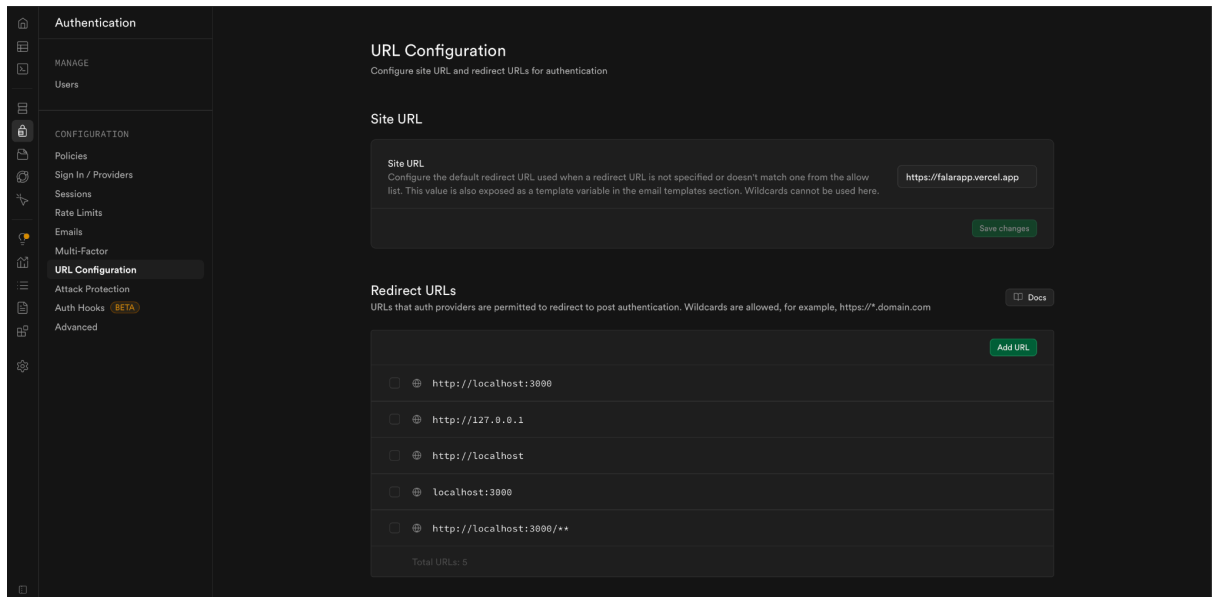 Authentication
MANAGE
Users
CONFIGURATION
Policies
Sign In / Providers
Sessions
Rate Limits
Emails
Multi-Factor
URL Configuration
Attack Protection
Auth Hooks BETA
Advanced
URL Configuration
Configure site URL and redirect URLs for authentication
Site URL
Site URL
Configure the default redirect URL used when a redirect URL is not specified or doesn't match one from the allow
list. This value is also exposed as a template variable in the email templates section. Wildcards cannot be used here.
https://falarapp.vercel.app
Save changes
Redirect URLs
URLs that auth providers are permitted to redirect to post authentication. Wildcards are allowed, for example, https://*.domain.com
Docs
Add URL
http://localhost:3000
http://127.0.0.1
http://localhost
localhost:3000
http://localhost:3000/**
Total URLs: 5